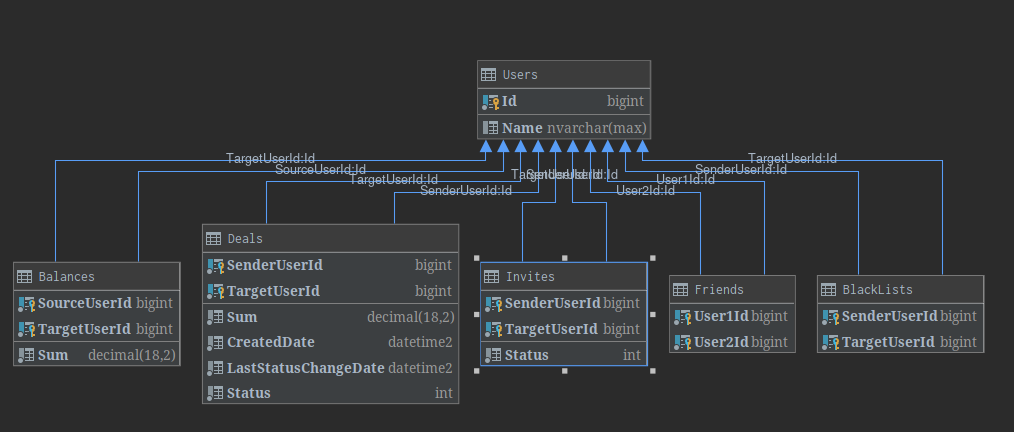 Users
Id bigint
Name nvarchar(max)
TargetUserId:Id
TargetUserId:Id
SourceUserId:Id
SenderUserId:Id
TargetUserId:Id
TargetUserId:Id
SenderUserId:Id
User1Id:Id
SenderUserId:Id
User2Id:Id
Deals
SenderUserId bigint
TargetUserId bigint
Sum decimal(18,2)
CreatedDate datetime2
LastStatusChangeDate datetime2
Status int
Balances
SourceUserId bigint
TargetUserId bigint
Sum decimal(18,2)
Invites
SenderUserId bigint
TargetUserId bigint
Status int
Friends
User1Id bigint
User2Id bigint
BlackLists
SenderUserId bigint
TargetUserId bigint